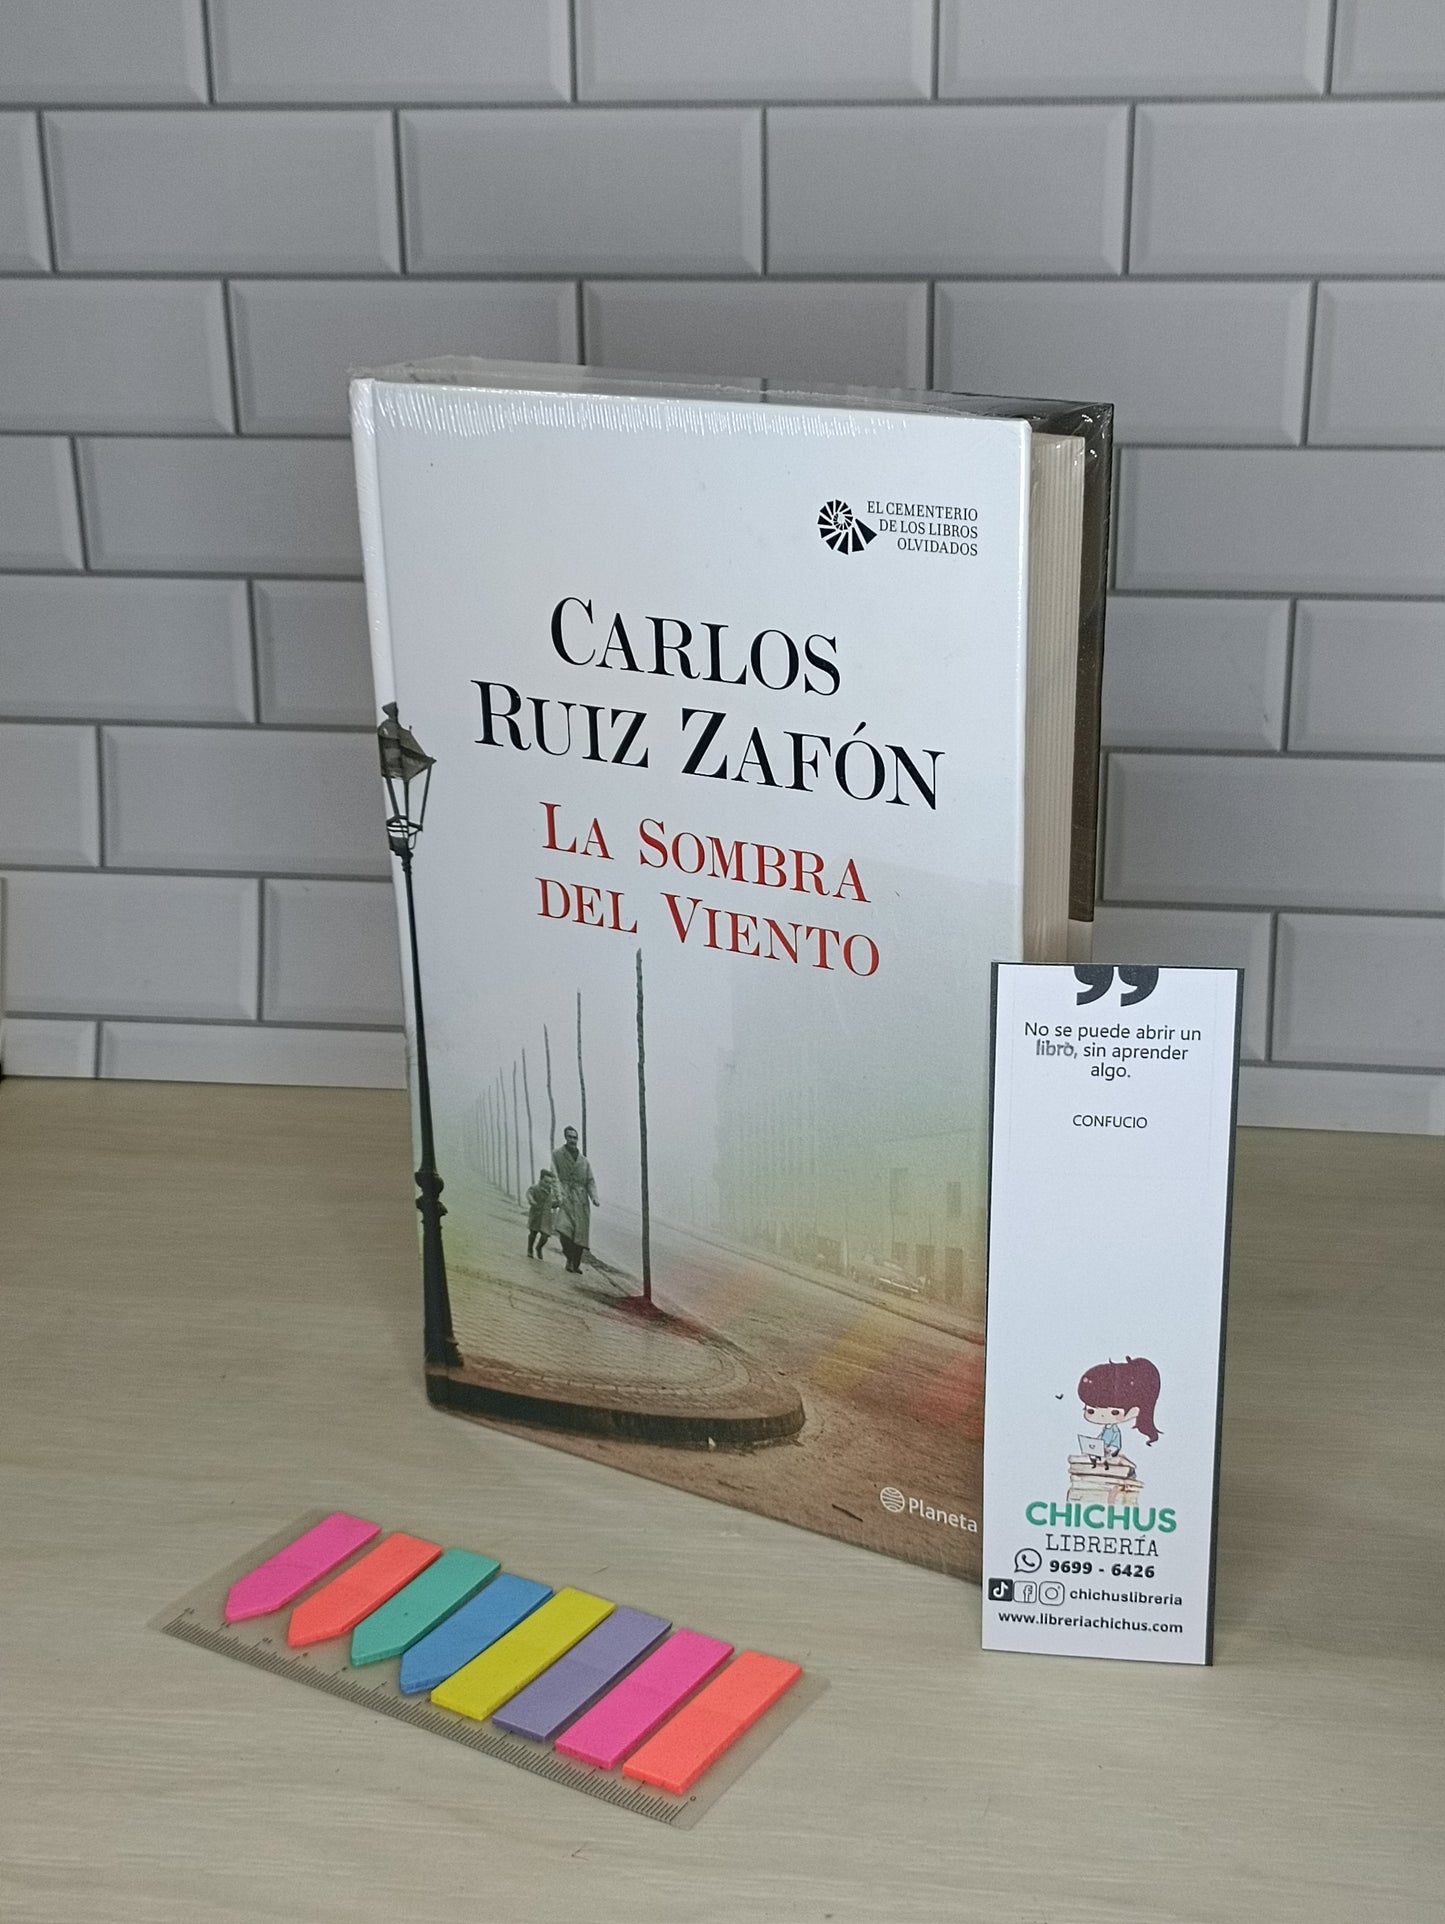 EL CEMENTERIO
DE LOS LIBROS
OLVIDADOS
CARLOS
RUIZ ZAFÓN
LA SOMBRA
DEL VIENTO
Planeta
”
No se puede abrir un
libro, sin aprender
algo.
CONFUCIO
CHICHUS
LIBRERÍA
9699 - 6426
chichuslibreria
www.libreriachichus.com